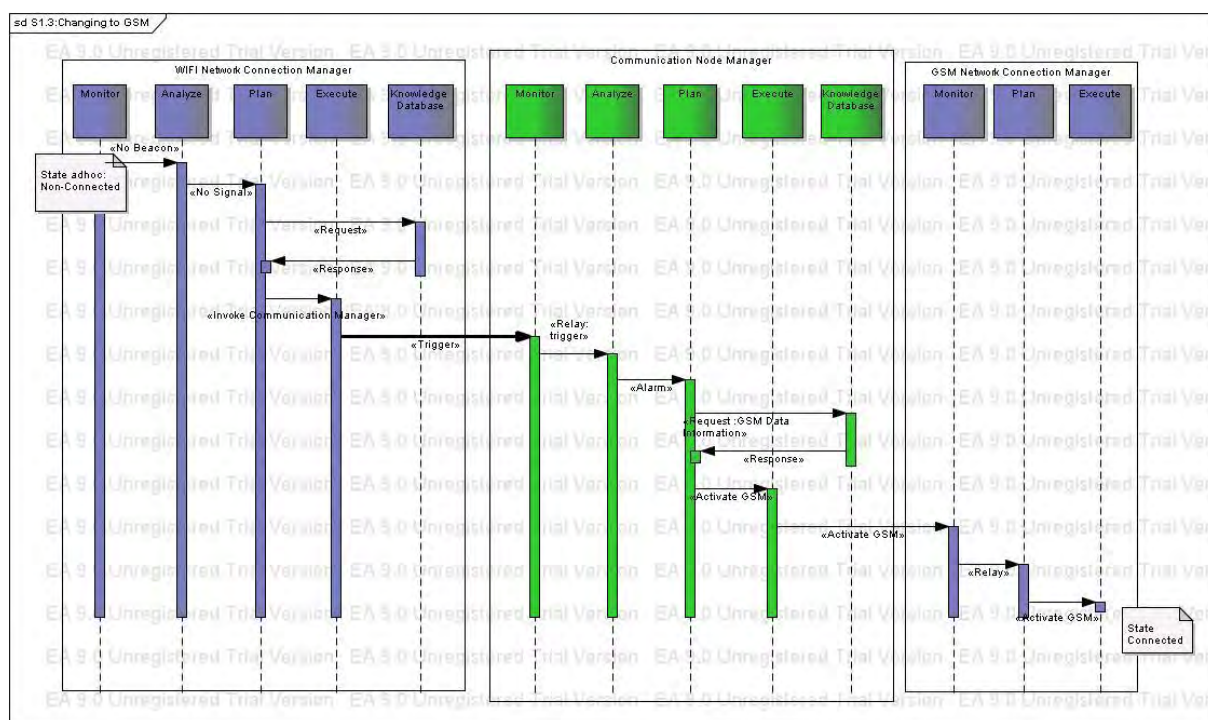 sd S1.3:Changing to GSM
EA 9.0 Unregistered Trial Version
WIFI Network Connection Manager
Communication Node Manager
GSM Network Connection Manager
Monitor
Analyze
Plan
Execute
Knowledge
Database
Monitor
Analyze
Plan
Execute
Knowledge
Database
Monitor
Plan
Execute
«No Beacon»
State adhoc:
Non-Connected
«No Signal»
«Request»
«Response»
«Invoke Communication Manager»
«Trigger»
«Relay:
trigger»
«Alarm»
«Request :GSM Data
Information»
«Response»
«Activate GSM»
«Activate GSM»
«Relay»
«Activate GSM»
State
Connected